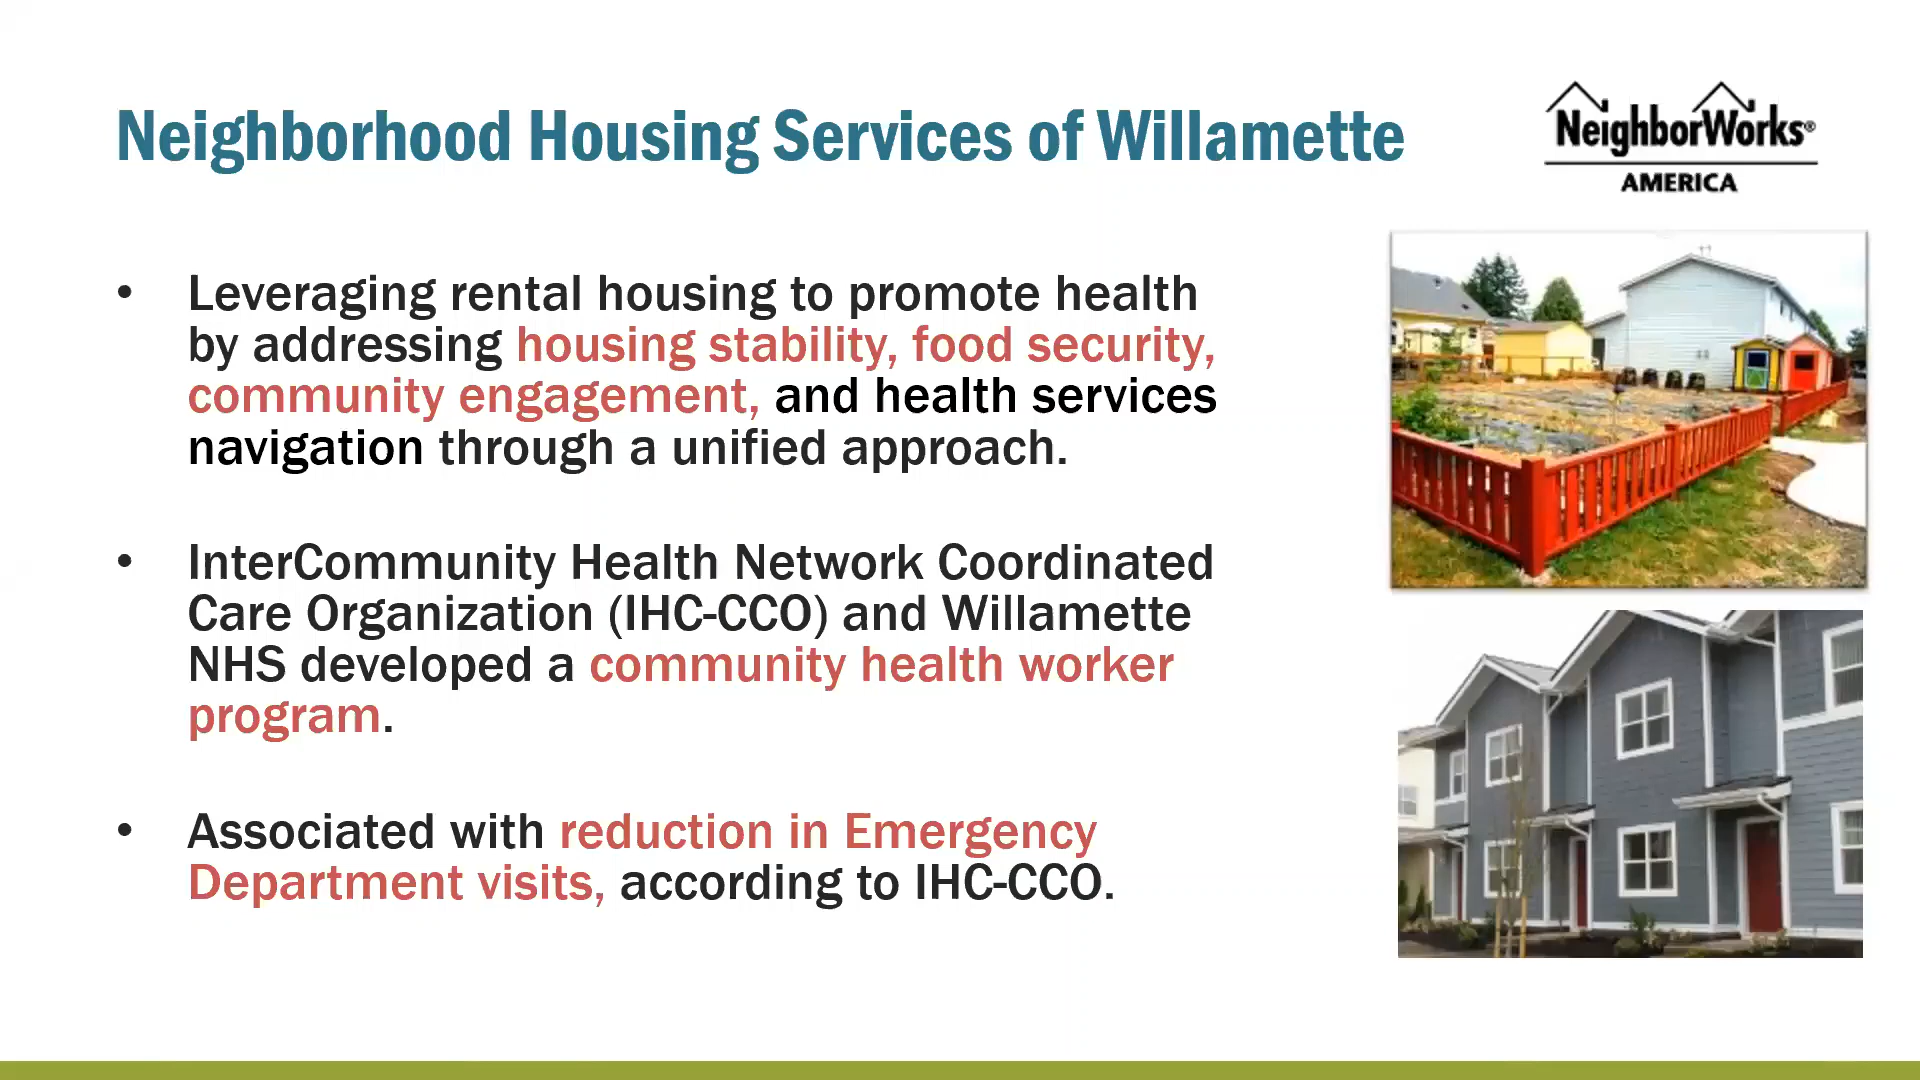 Neighborhood Housing Services of Willamette
NeighborWorks®
AMERICA
• Leveraging rental housing to promote health
by addressing housing stability, food security,
community engagement, and health services
navigation through a unified approach.
• InterCommunity Health Network Coordinated
Care Organization (IHC-CCO) and Willamette
NHS developed a community health worker
program.
• Associated with reduction in Emergency
Department visits, according to IHC-CCO.